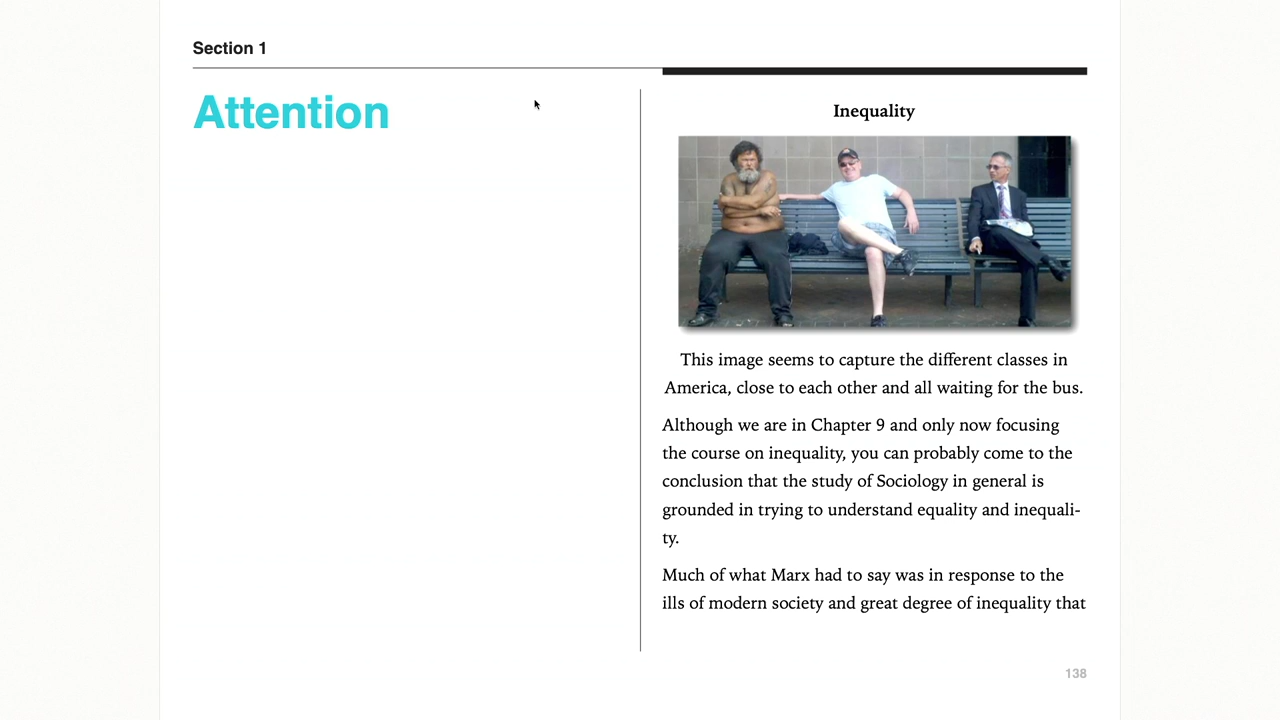 Section 1
Attention
Inequality
This image seems to capture the different classes in
America, close to each other and all waiting for the bus.
Although we are in Chapter 9 and only now focusing
the course on inequality, you can probably come to the
conclusion that the study of Sociology in general is
grounded in trying to understand equality and inequali-
ty.
Much of what Marx had to say was in response to the
ills of modern society and great degree of inequality that
138